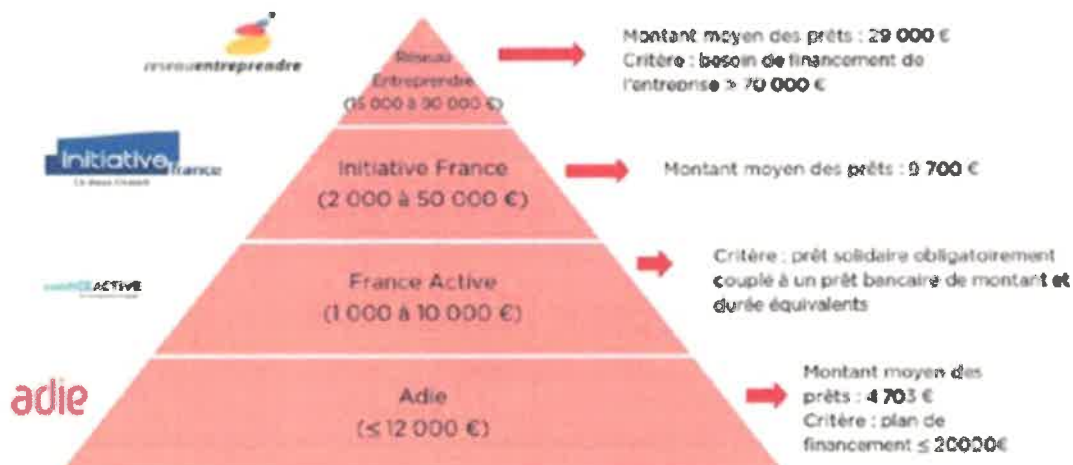 Réseau
Entreprendre
(15 000 à 90 000 €)
réseauentreprendre
Montant moyen des prêts : 29 000 €
Critère : besoin de financement de
l'entreprise > 70 000 €
Initiative france
Initiative France
(2 000 à 50 000 €)
Montant moyen des prêts : 9 700 €
ACTIVE
France Active
(1 000 à 10 000 €)
Critère : prêt solidaire obligatoirement
couplé à un prêt bancaire de montant et
durée équivalents
adie
Adie
(≤ 12 000 €)
Montant moyen des
prêts : 4 703 €
Critère : plan de
financement ≤ 20000€